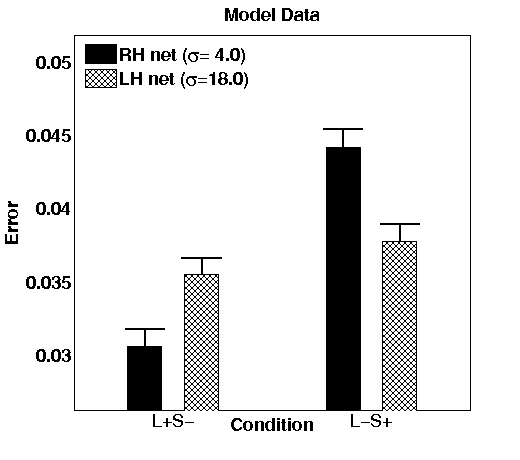 Model Data
RH net (σ= 4.0)
LH net (σ=18.0)
0.05
0.045
0.04
0.035
0.03
Error
L+S−
L−S+
Condition